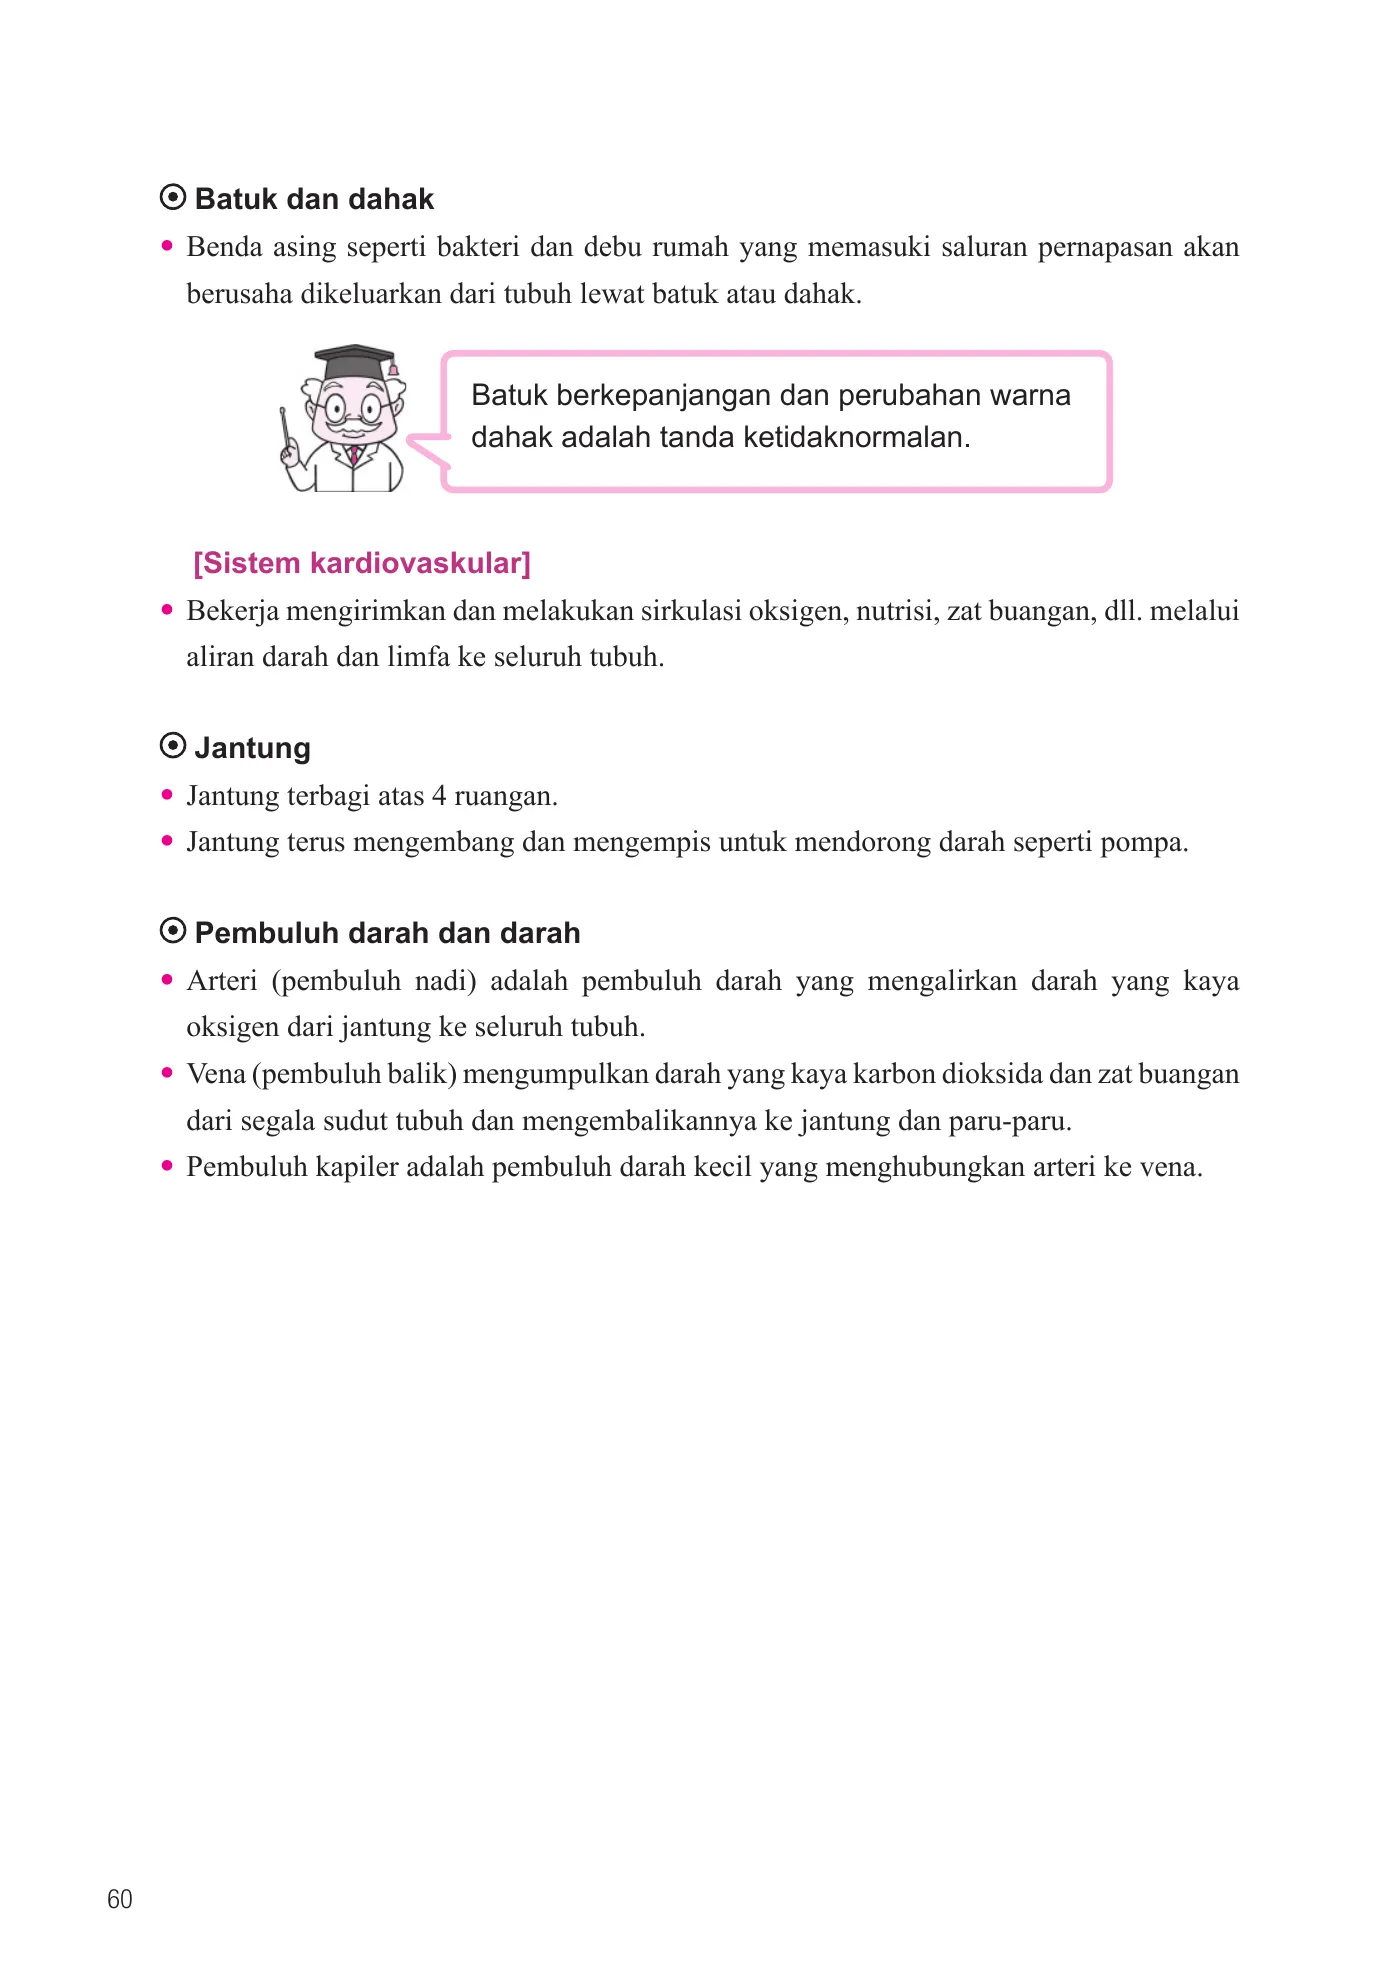 Batuk dan dahak
• Benda asing seperti bakteri dan debu rumah yang memasuki saluran pernapasan akan
berusaha dikeluarkan dari tubuh lewat batuk atau dahak.
Batuk berkepanjangan dan perubahan warna
dahak adalah tanda ketidaknormalan.
[Sistem kardiovaskular]
• Bekerja mengirimkan dan melakukan sirkulasi oksigen, nutrisi, zat buangan, dll. melalui
aliran darah dan limfa ke seluruh tubuh.
Jantung
• Jantung terbagi atas 4 ruangan.
• Jantung terus mengembang dan mengempis untuk mendorong darah seperti pompa.
Pembuluh darah dan darah
• Arteri (pembuluh nadi) adalah pembuluh darah yang mengalirkan darah yang kaya
oksigen dari jantung ke seluruh tubuh.
• Vena (pembuluh balik) mengumpulkan darah yang kaya karbon dioksida dan zat buangan
dari segala sudut tubuh dan mengembalikannya ke jantung dan paru-paru.
• Pembuluh kapiler adalah pembuluh darah kecil yang menghubungkan arteri ke vena.
60